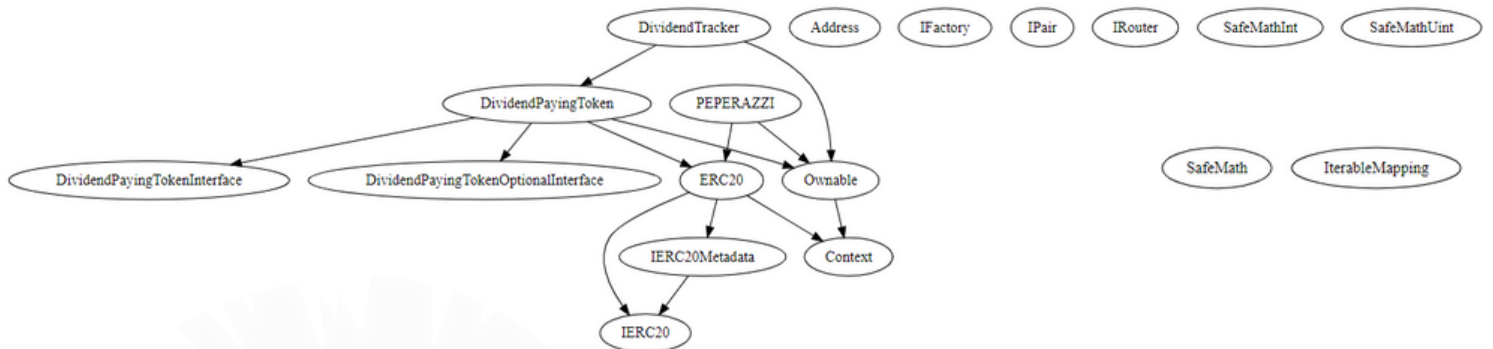 DividendTracker Address IFactory IPair IRouter SafeMathInt SafeMathUint
DividendPayingToken PEPERAZZI
DividendPayingTokenInterface DividendPayingTokenOptionalInterface ERC20 Ownable SafeMath IterableMapping
IERC20Metadata Context
IERC20